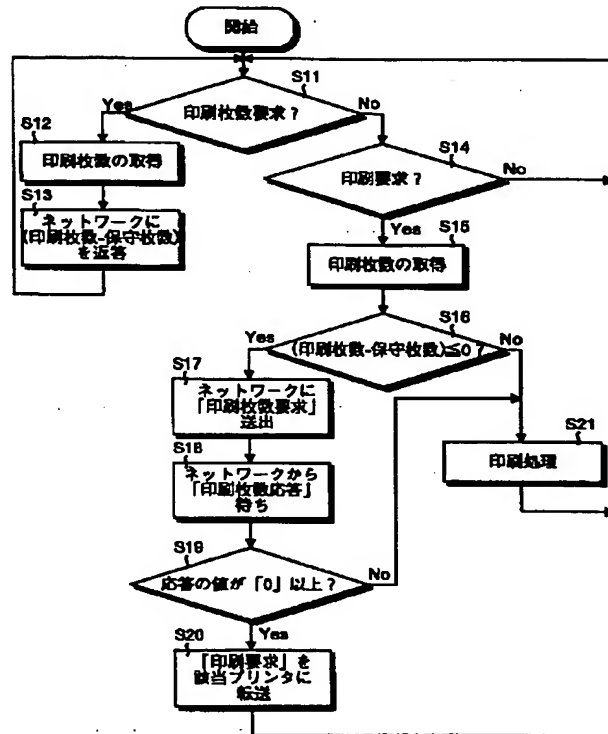 開始
S11
印刷枚数要求？
Yes
No
S12
印刷枚数の取得
S13
ネットワークに
(印刷枚数-保守枚数)
を返答
S14
印刷要求？
No
Yes
S15
印刷枚数の取得
S16
(印刷枚数-保守枚数)≦0？
Yes
No
S17
ネットワークに
「印刷枚数要求」
送出
S18
ネットワークから
「印刷枚数応答」
待ち
S19
応答の値が「0」以上？
No
Yes
S20
「印刷要求」を
該当プリンタに
転送
S21
印刷処理